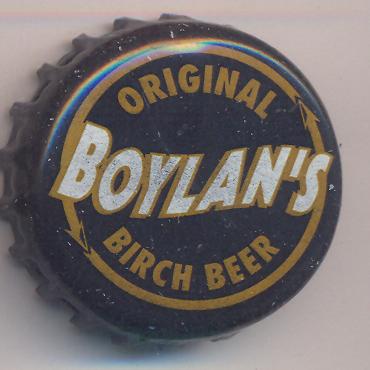 ORIGINAL
BOYLAN'S
BIRCH BEER